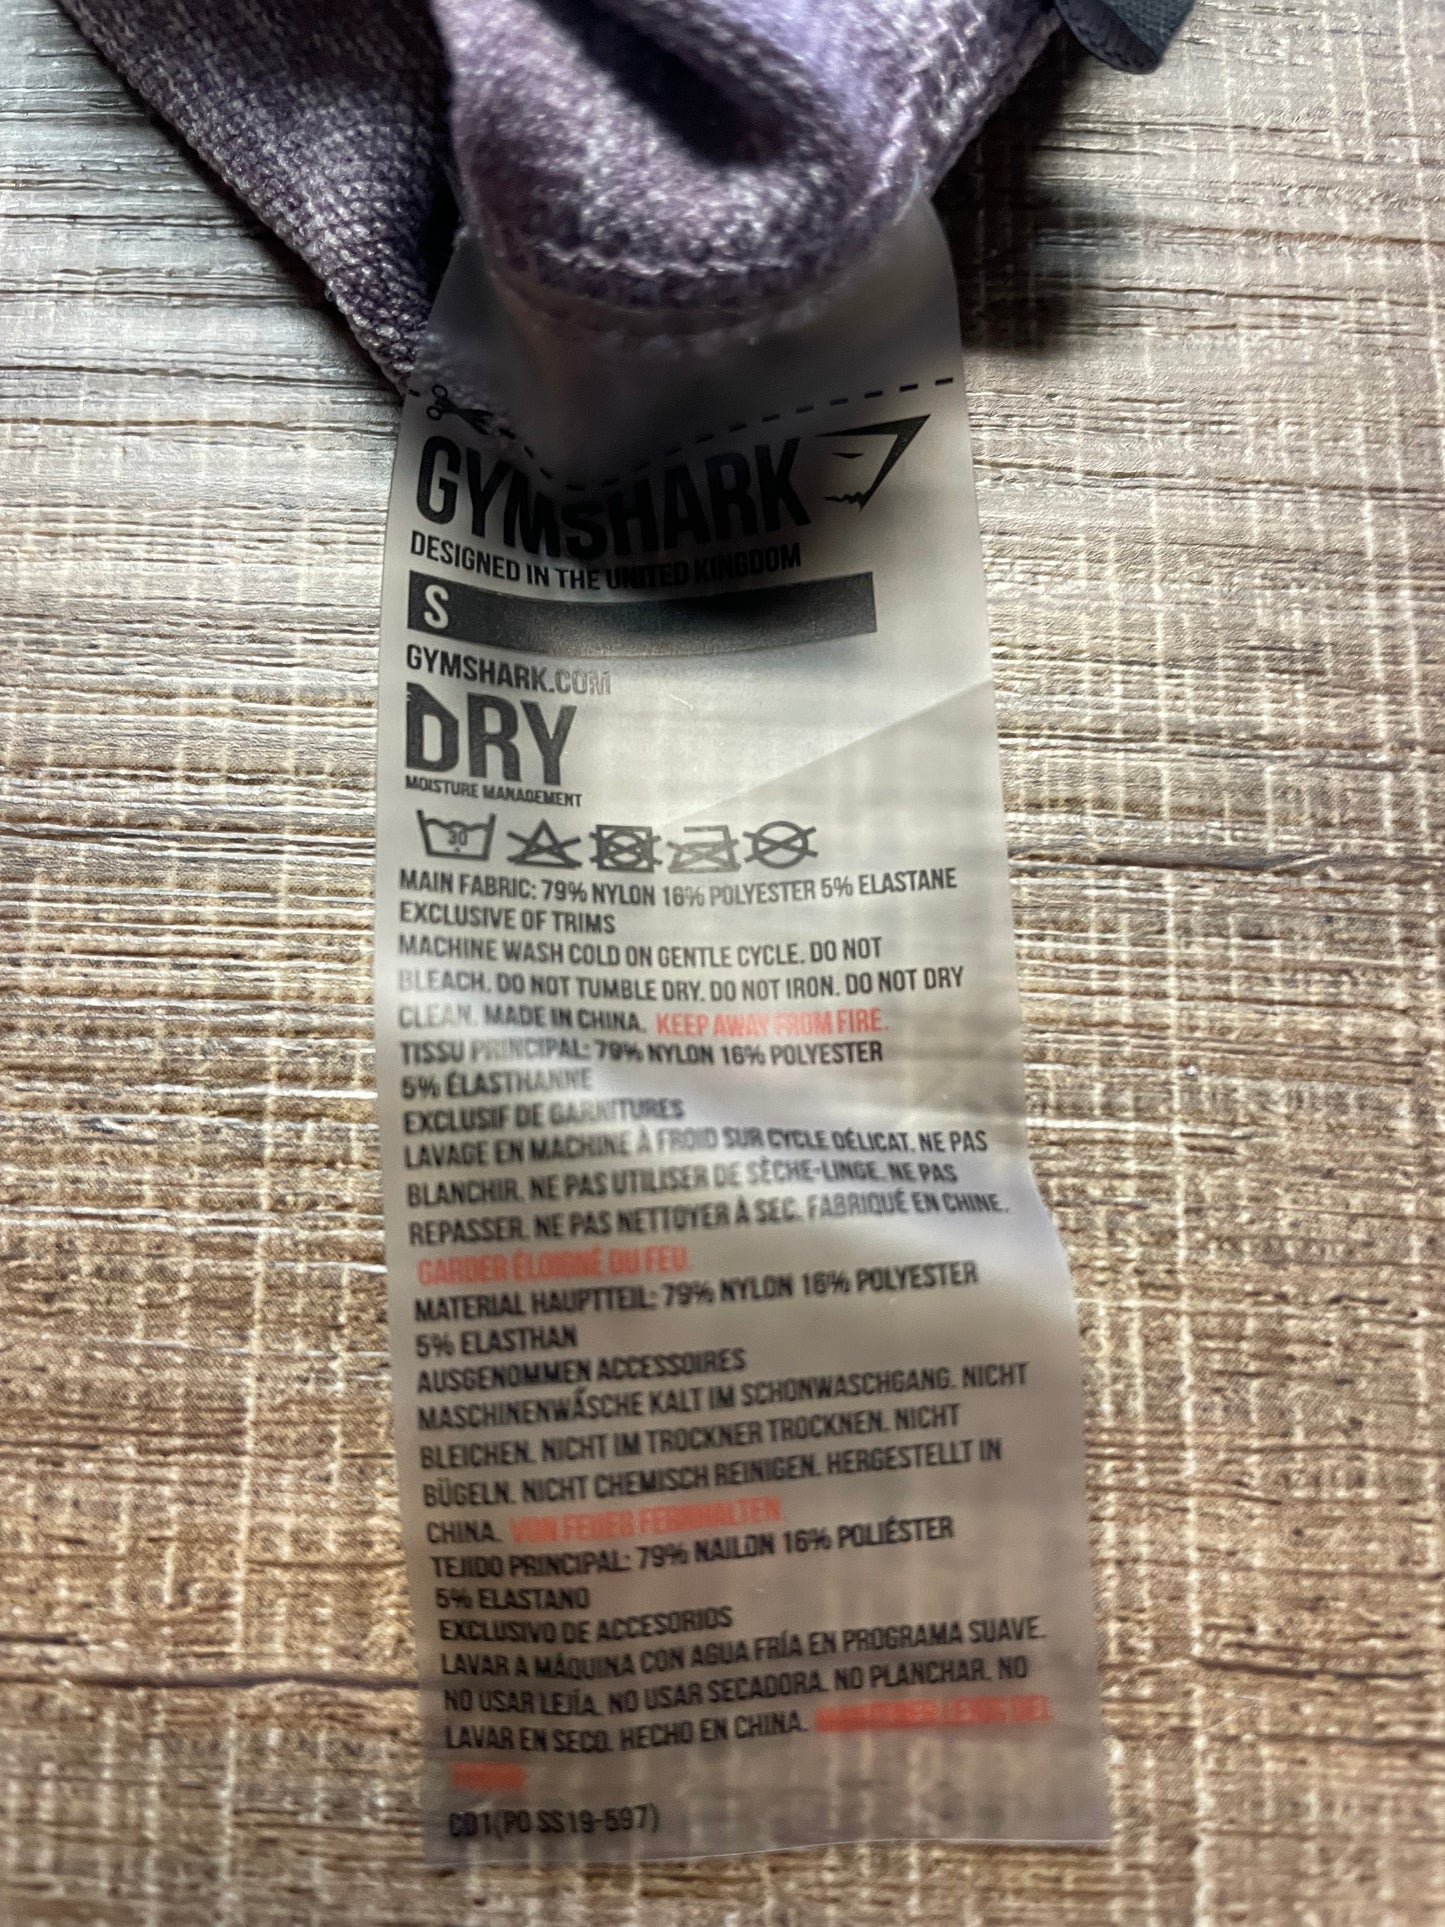 GYMSHARK
DESIGNED IN THE UNITED KINGDOM
S
GYMSHARK.COM
DRY
MOISTURE MANAGEMENT
30
MAIN FABRIC: 79% NYLON 16% POLYESTER 5% ELASTANE
EXCLUSIVE OF TRIMS
MACHINE WASH COLD ON GENTLE CYCLE. DO NOT
BLEACH. DO NOT TUMBLE DRY. DO NOT IRON. DO NOT DRY
CLEAN. MADE IN CHINA. KEEP AWAY FROM FIRE.
TISSU PRINCIPAL: 79% NYLON 16% POLYESTER
5% ÉLASTHANNE
EXCLUSIF DE GARNITURES
LAVAGE EN MACHINE À FROID SUR CYCLE DÉLICAT. NE PAS
BLANCHIR. NE PAS UTILISER DE SÈCHE-LINGE. NE PAS
REPASSER. NE PAS NETTOYER À SEC. FABRIQUÉ EN CHINE.
GARDER ÉLOIGNÉ DU FEU.
MATERIAL HAUPTTEIL: 79% NYLON 16% POLYESTER
5% ELASTHAN
AUSGENOMMEN ACCESSOIRES
MASCHINENWÄSCHE KALT IM SCHONWASCHGANG. NICHT
BLEICHEN. NICHT IM TROCKNER TROCKNEN. NICHT
BÜGELN. NICHT CHEMISCH REINIGEN. HERGESTELLT IN
CHINA. VON FEUER FERNHALTEN.
TEJIDO PRINCIPAL: 79% NAILON 16% POLIÉSTER
5% ELASTANO
EXCLUSIVO DE ACCESORIOS
LAVAR A MÁQUINA CON AGUA FRÍA EN PROGRAMA SUAVE.
NO USAR LEJÍA. NO USAR SECADORA. NO PLANCHAR. NO
LAVAR EN SECO. HECHO EN CHINA.
CD1(PO SS19-597)